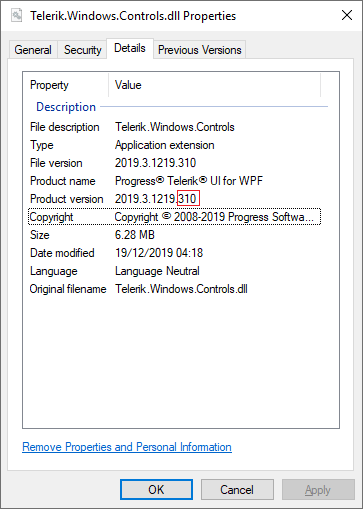 Telerik.Windows.Controls.dll Properties
General Security Details Previous Versions
Property Value
Description
File description Telerik.Windows.Controls
Type Application extension
File version 2019.3.1219.310
Product name Progress® Telerik® UI for WPF
Product version 2019.3.1219.310
Copyright Copyright © 2008-2019 Progress Softwa...
Size 6.28 MB
Date modified 19/12/2019 04:18
Language Language Neutral
Original filename Telerik.Windows.Controls.dll
Remove Properties and Personal Information
OK Cancel Apply